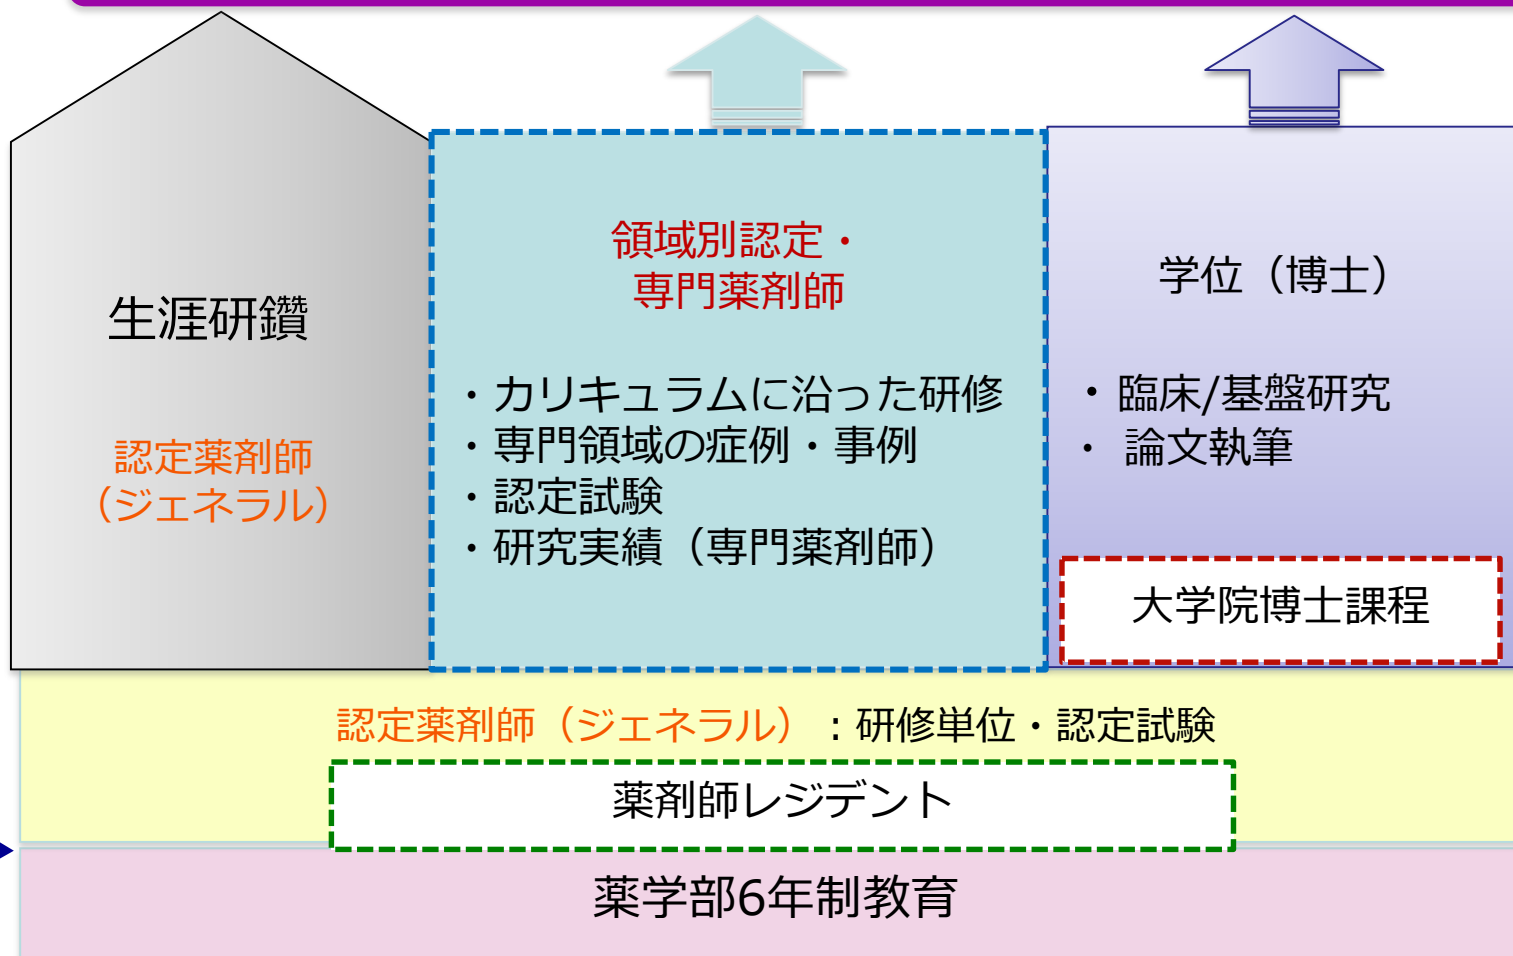 生涯研鑽
認定薬剤師
（ジェネラル）
領域別認定・
専門薬剤師
・カリキュラムに沿った研修
・専門領域の症例・事例
・認定試験
・研究実績（専門薬剤師）
学位（博士）
・臨床/基盤研究
・ 論文執筆
大学院博士課程
認定薬剤師（ジェネラル）：研修単位・認定試験
薬剤師レジデント
薬学部6年制教育